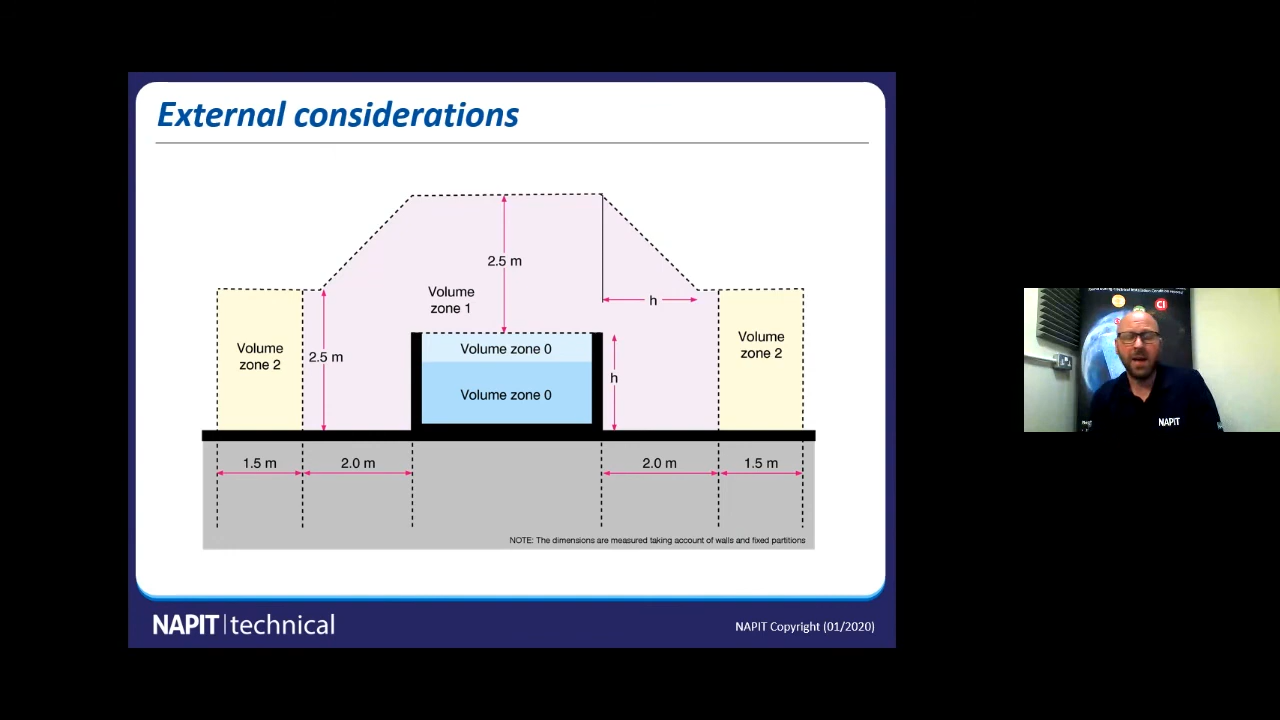 External considerations
2.5 m
Volume
zone 1
h
Volume
zone 2
2.5 m
Volume zone 0
Volume zone 0
h
Volume
zone 2
1.5 m
2.0 m
2.0 m
1.5 m
NOTE: The dimensions are measured taking account of walls and fixed partitions
NAPIT technical
NAPIT Copyright (01/2020)
CI
NAPIT